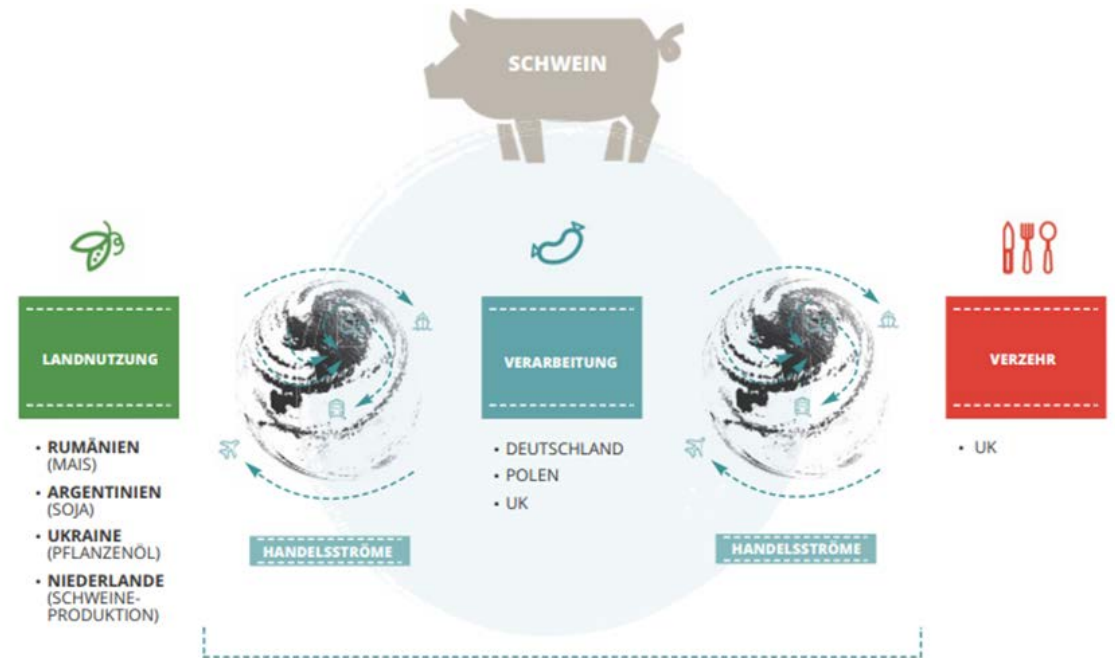 SCHWEIN
LANDNUTZUNG
• RUMÄNIEN
(MAIS)
• ARGENTINIEN
(SOJA)
• UKRAINE
(PFLANZENÖL)
• NIEDERLANDE
(SCHWEINE-
PRODUKTION)
HANDELSSTRÖME
VERARBEITUNG
• DEUTSCHLAND
• POLEN
• UK
HANDELSSTRÖME
VERZEHR
• UK